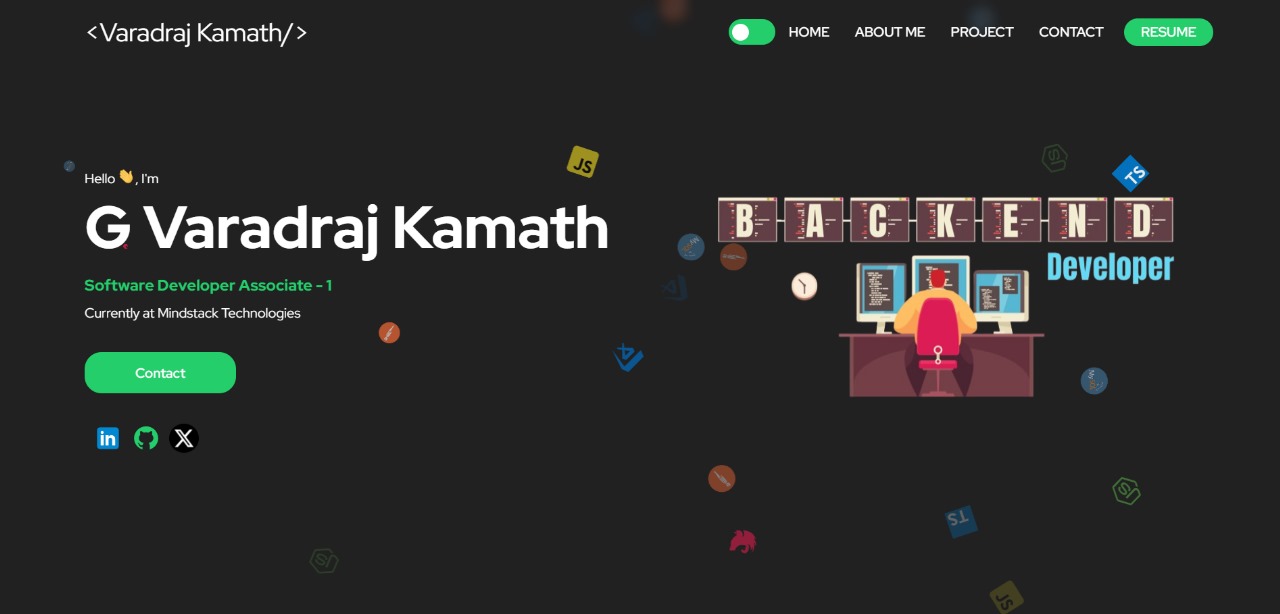 <Varadraj Kamath/>
HOME ABOUT ME PROJECT CONTACT RESUME
Hello 👋, I'm
G Varadraj Kamath
Software Developer Associate - 1
Currently at Mindstack Technologies
Contact
in
X
JS
TS
BACKEND
Developer
TS
JS